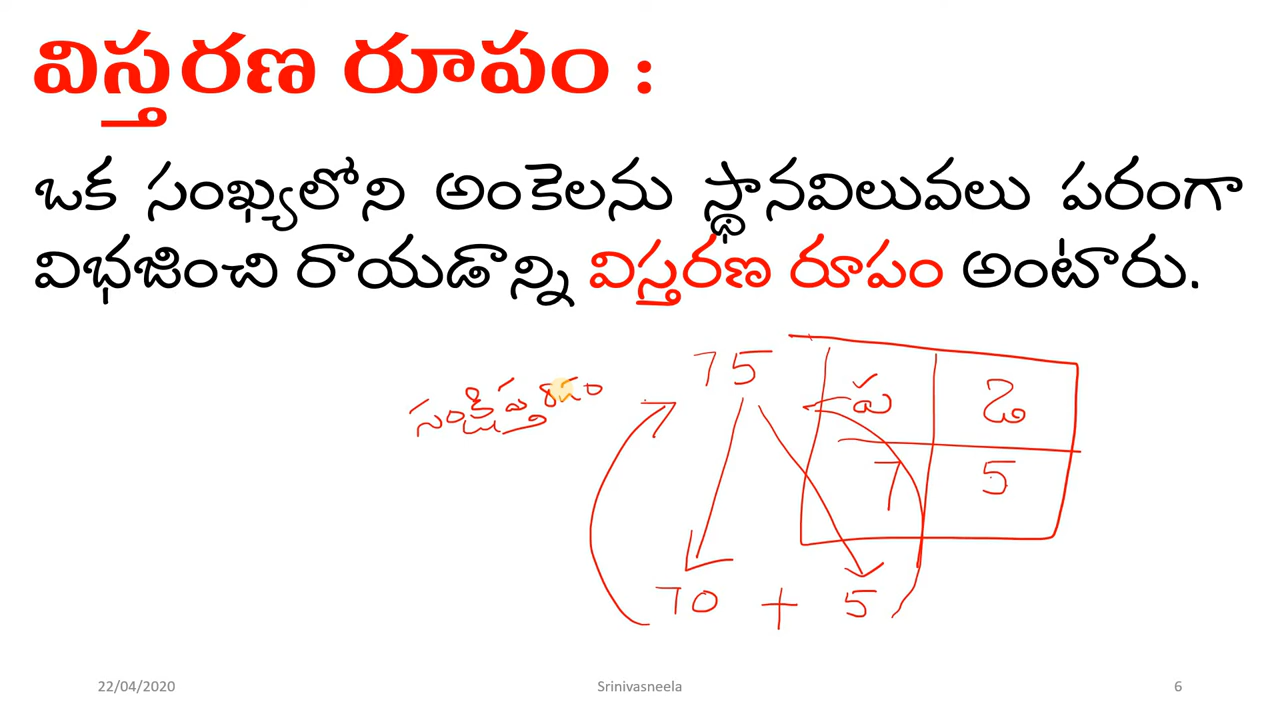 విస్తరణ రూపం :
ఒక సంఖ్యలోని అంకెలను స్థానవిలువలు పరంగా
విభజించి రాయడాన్ని విస్తరణ రూపం అంటారు.
75
సంక్షిప్త రూపం
ప ఒ
7 5
70 + 5
22/04/2020 Srinivasneela 6